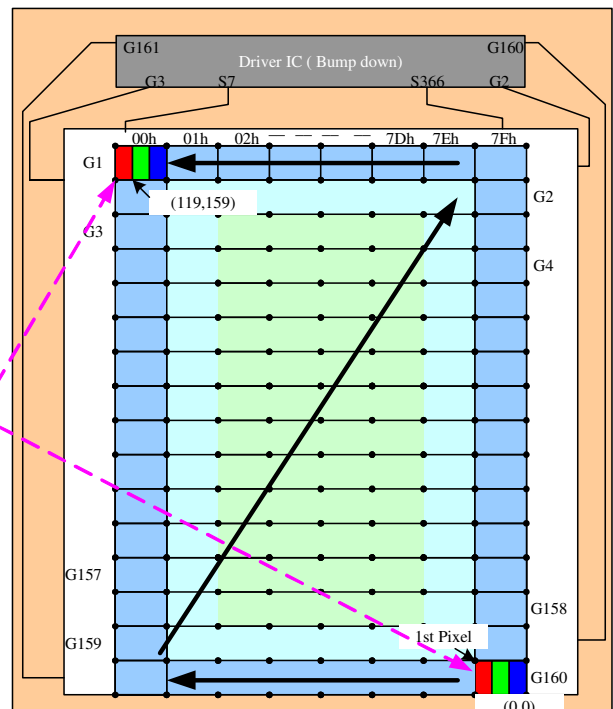 G161 G160
Driver IC ( Bump down)
G3 S7 S366 G2
00h 01h 02h 7Dh 7Eh 7Fh
G1
(119,159)
G2
G3
G4
G157
G158
G159
1st Pixel
G160
(0,0)